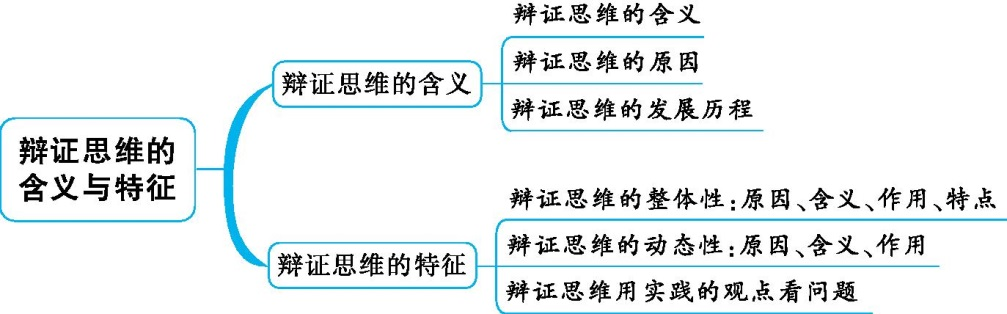 辩证思维的
含义与特征
辩证思维的含义
辩证思维的含义
辩证思维的原因
辩证思维的发展历程
辩证思维的特征
辩证思维的整体性:原因、含义、作用、特点
辩证思维的动态性:原因、含义、作用
辩证思维用实践的观点看问题